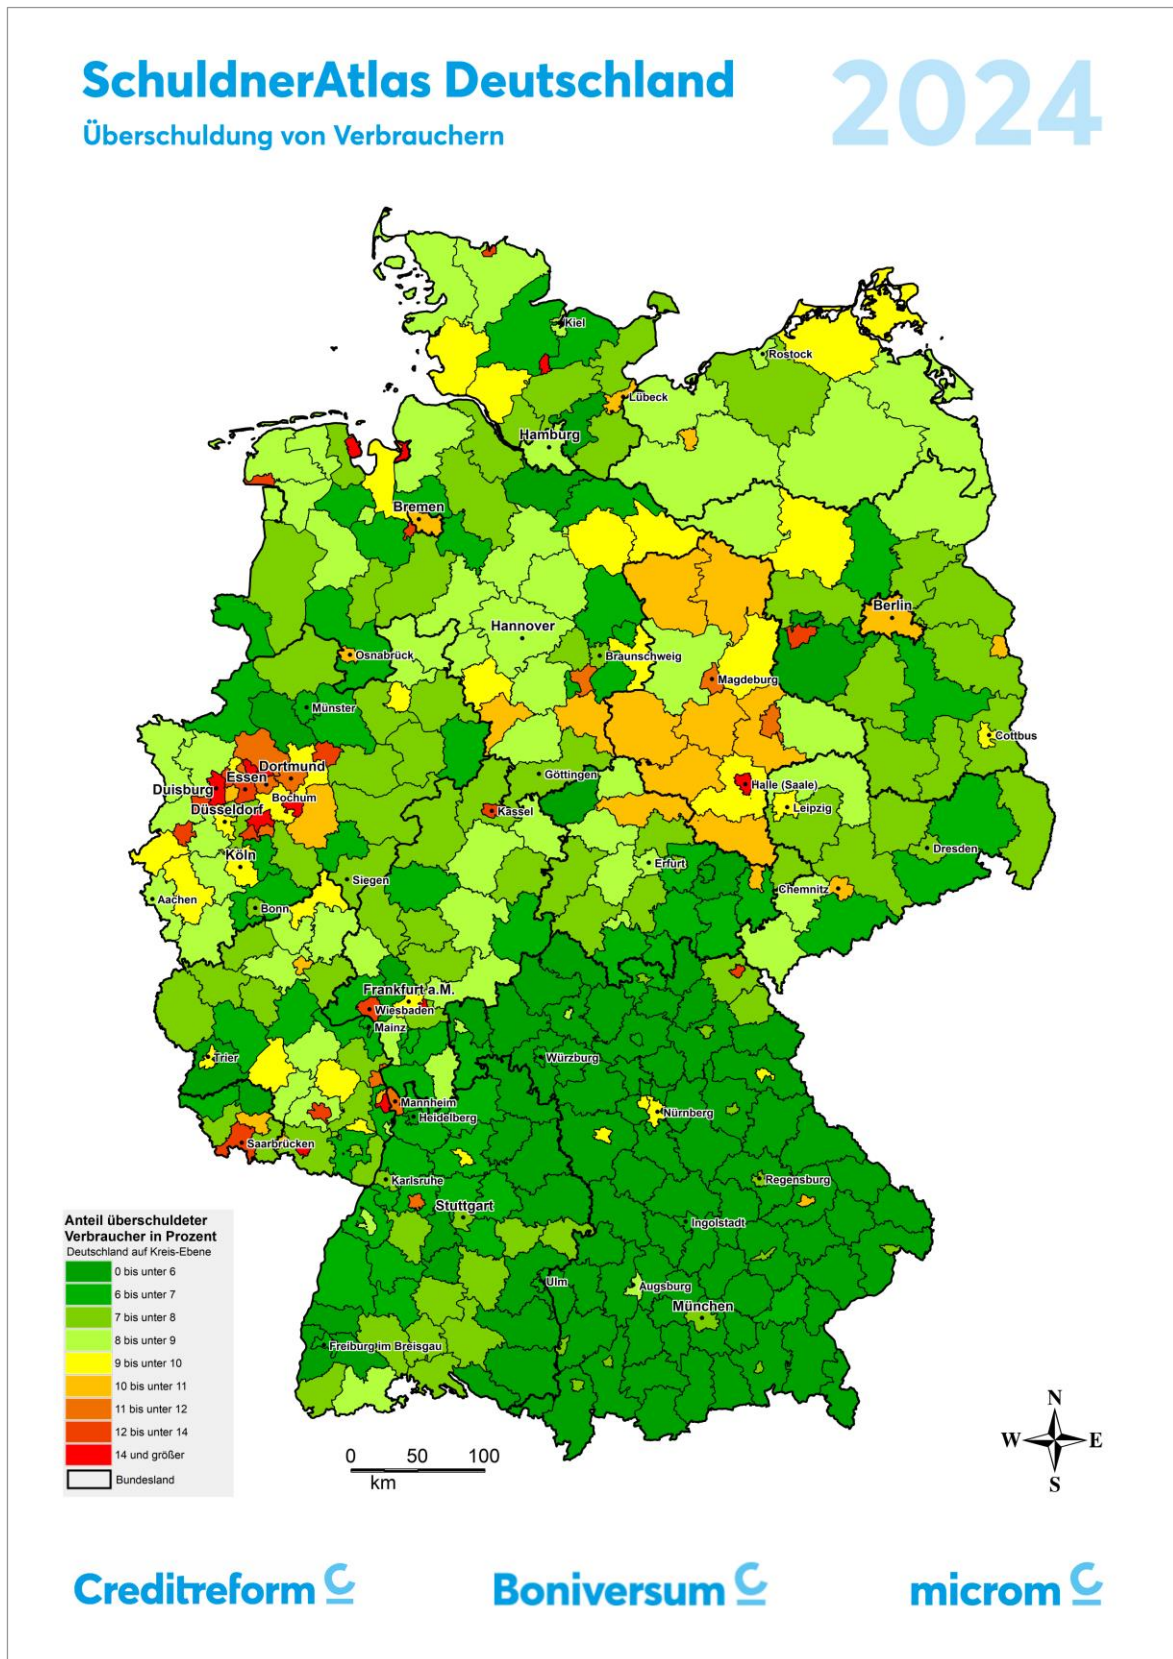 SchuldnerAtlas Deutschland
2024
Überschuldung von Verbrauchern
Kiel
Rostock
Lübeck
Hamburg
Bremen
Berlin
Hannover
Osnabrück
Braunschweig
Magdeburg
Münster
Cottbus
Dortmund
Essen
Göttingen
Duisburg
Halle (Saale)
Bochum
Düsseldorf
Kassel
Leipzig
Dresden
Köln
Erfurt
Siegen
Chemnitz
Aachen
Bonn
Frankfurt a.M.
Wiesbaden
Mainz
Trier
Würzburg
Mannheim
Nürnberg
Heidelberg
Saarbrücken
Karlsruhe
Regensburg
Stuttgart
Ingolstadt
Ulm
Augsburg
München
Freiburg im Breisgau
Anteil überschuldeter
Verbraucher in Prozent
Deutschland auf Kreis-Ebene
0 bis unter 6
6 bis unter 7
7 bis unter 8
8 bis unter 9
9 bis unter 10
10 bis unter 11
11 bis unter 12
12 bis unter 14
14 und größer
Bundesland
0 50 100
km
N
W E
S
Creditreform C
Boniversum C
microm C